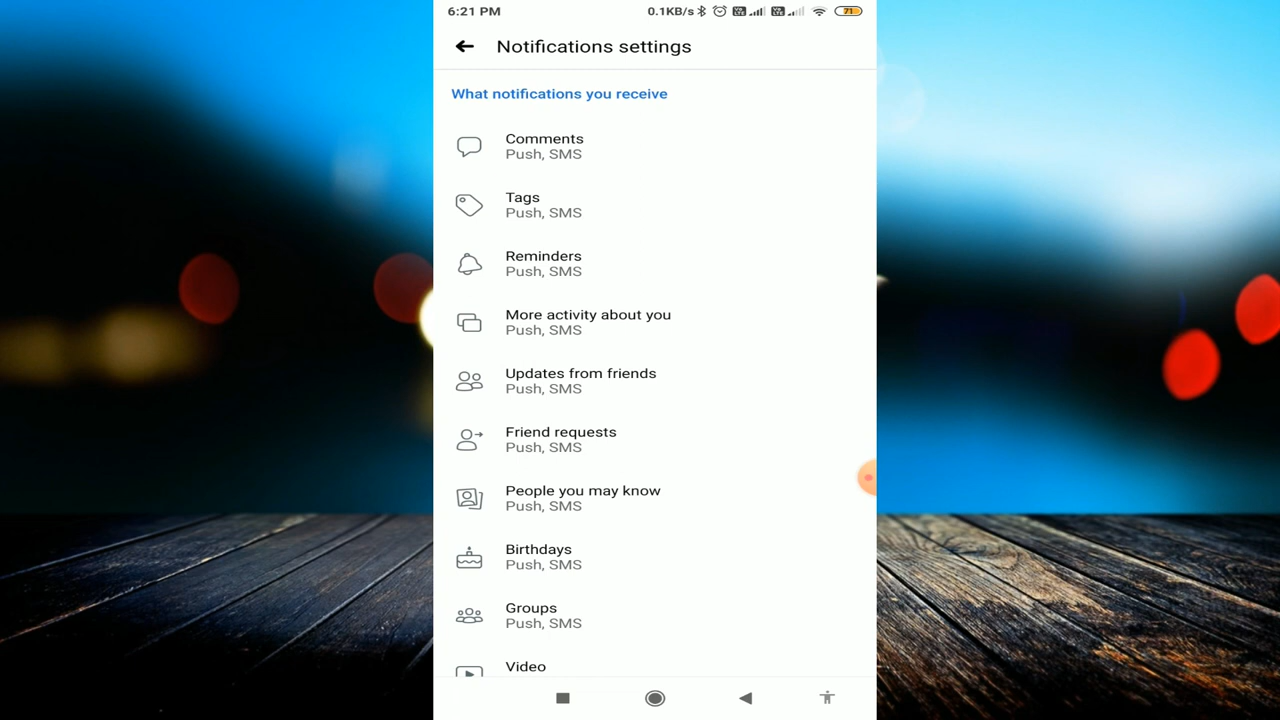 6:21 PM
0.1KB/s
71
Notifications settings
What notifications you receive
Comments
Push, SMS
Tags
Push, SMS
Reminders
Push, SMS
More activity about you
Push, SMS
Updates from friends
Push, SMS
Friend requests
Push, SMS
People you may know
Push, SMS
Birthdays
Push, SMS
Groups
Push, SMS
Video